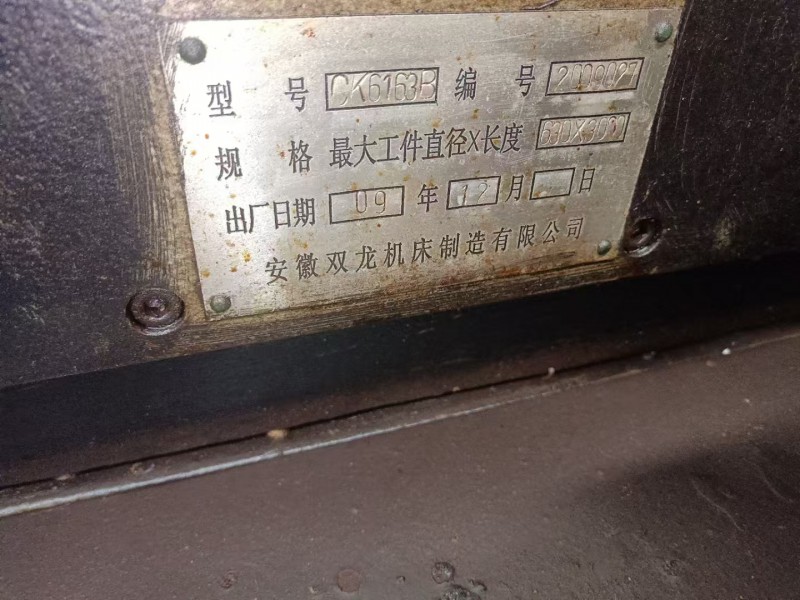 型 号 CK6163B 编 号 2009027
规 格 最大工件直径X长度 630X3000
出厂日期 09 年 12 月 日
安徽双龙机床制造有限公司